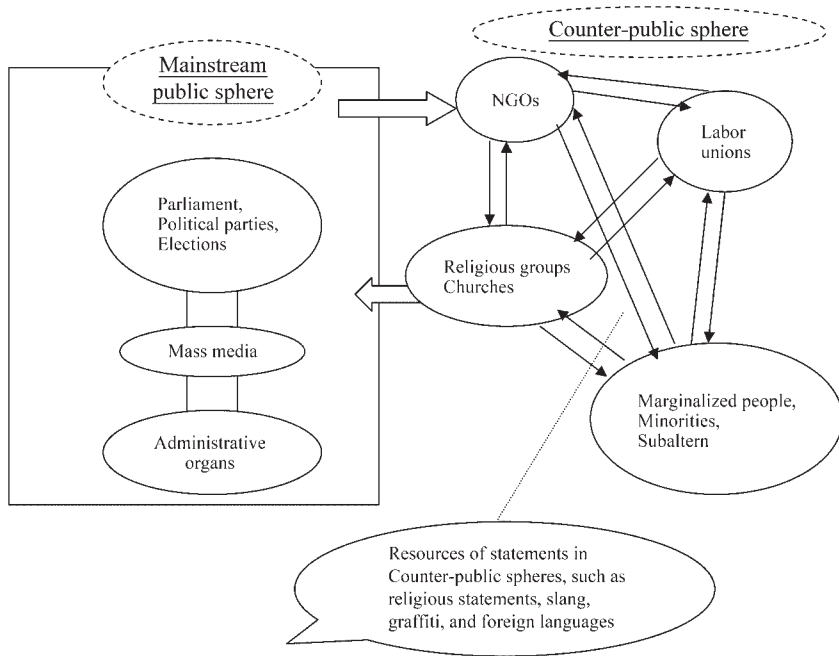 Counter-public sphere
Mainstream
public sphere
NGOs
Labor
unions
Parliament,
Political parties,
Elections
Religious groups
Churches
Mass media
Marginalized people,
Minorities,
Subaltern
Administrative
organs
Resources of statements in
Counter-public spheres, such as
religious statements, slang,
graffiti, and foreign languages